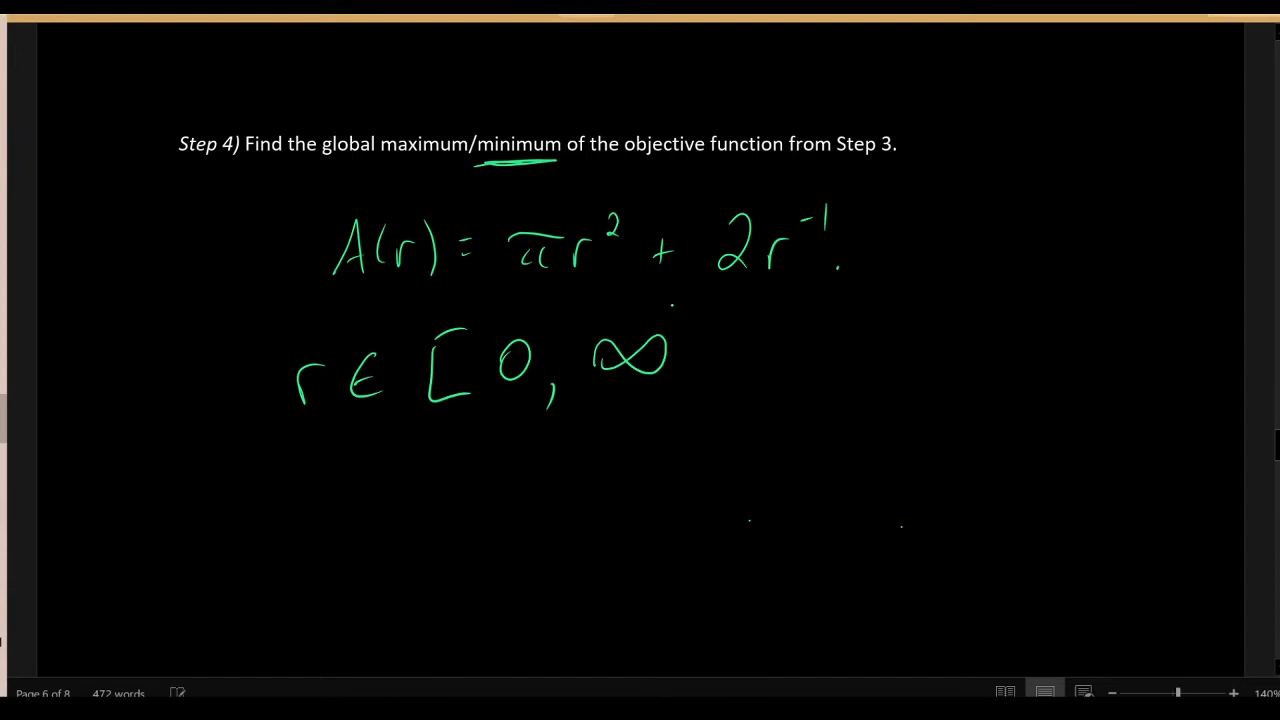 Step 4) Find the global maximum/minimum of the objective function from Step 3.
A(r) = πr² + 2r⁻¹.
r ∈ [0, ∞
Page 6 of 8 472 words 140%